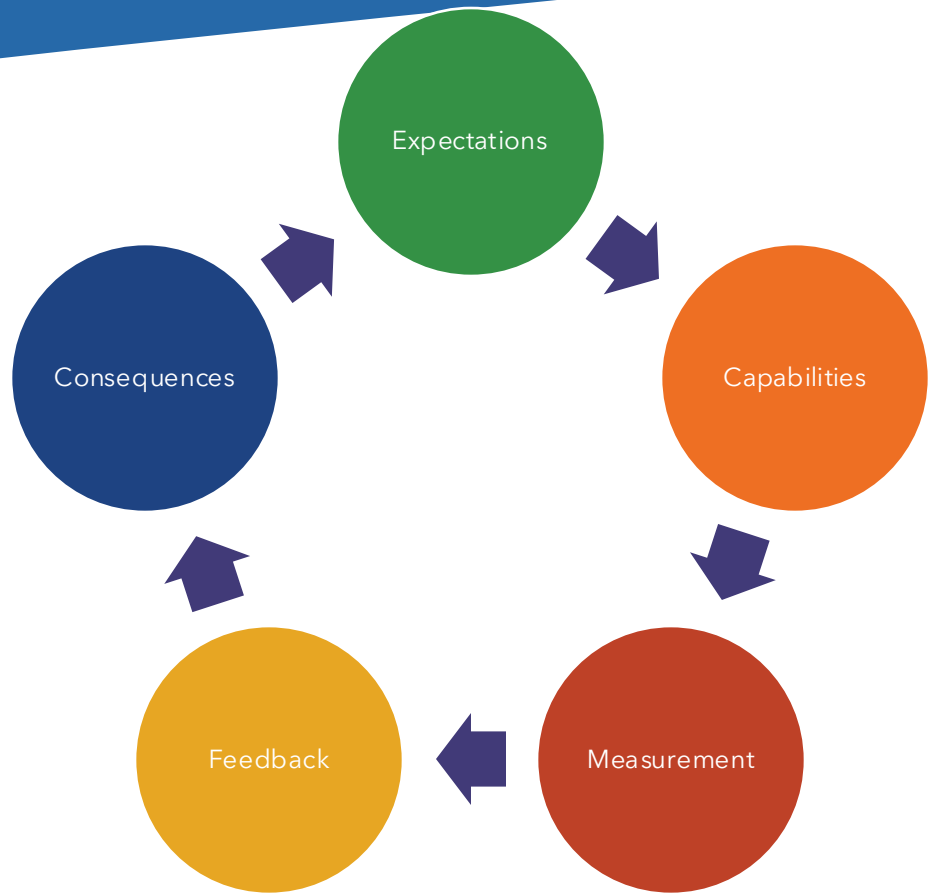 Expectations
Capabilities
Measurement
Feedback
Consequences